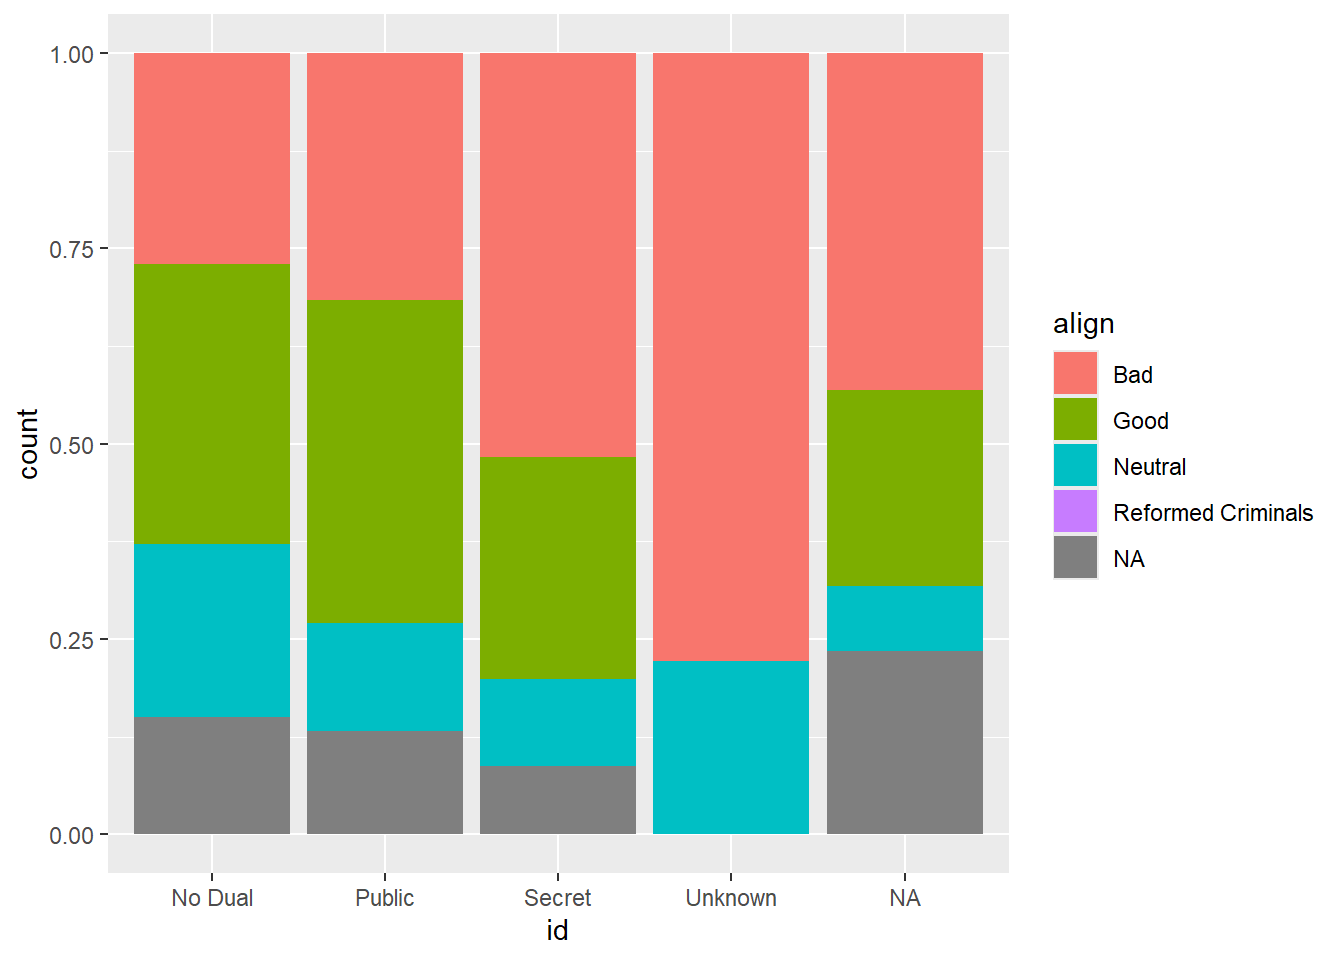 1.00
0.75
0.50
0.25
0.00
count
No Dual
Public
Secret
Unknown
NA
id
align
Bad
Good
Neutral
Reformed Criminals
NA